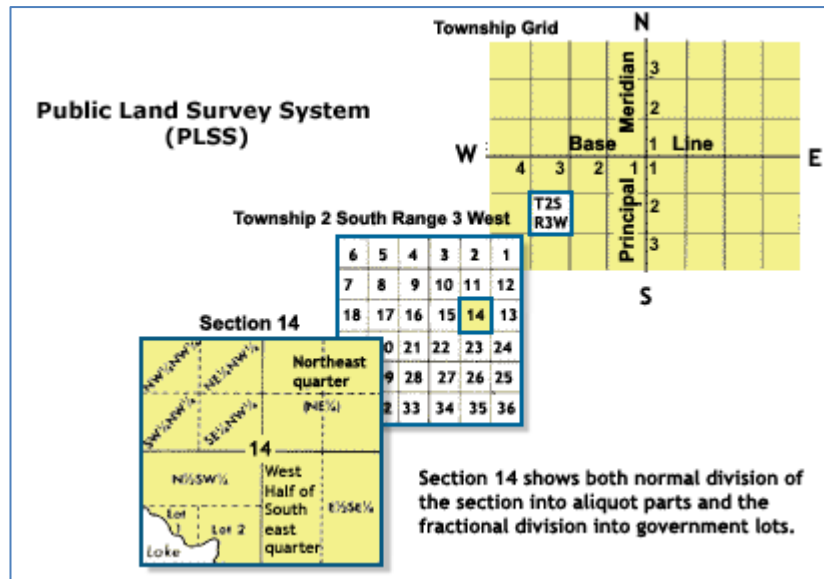 Township Grid
N
Public Land Survey System
(PLSS)
Meridian
3
2
1
W
Base
Line
E
4
3
2
1
1
T2S
R3W
Principal
2
3
S
Township 2 South Range 3 West
6 5 4 3 2 1
7 8 9 10 11 12
18 17 16 15 14 13
0 21 22 23 24
9 28 27 26 25
2 33 34 35 36
Section 14
NW¼NW¼
NE¼NW¼
SW¼NW¼
SE¼NW¼
Northeast
quarter
(NE¼)
14
N½SW¼
West
Half of
South
east
quarter
E½SE¼
Lot
1
Lot 2
Lake
Section 14 shows both normal division of
the section into aliquot parts and the
fractional division into government lots.